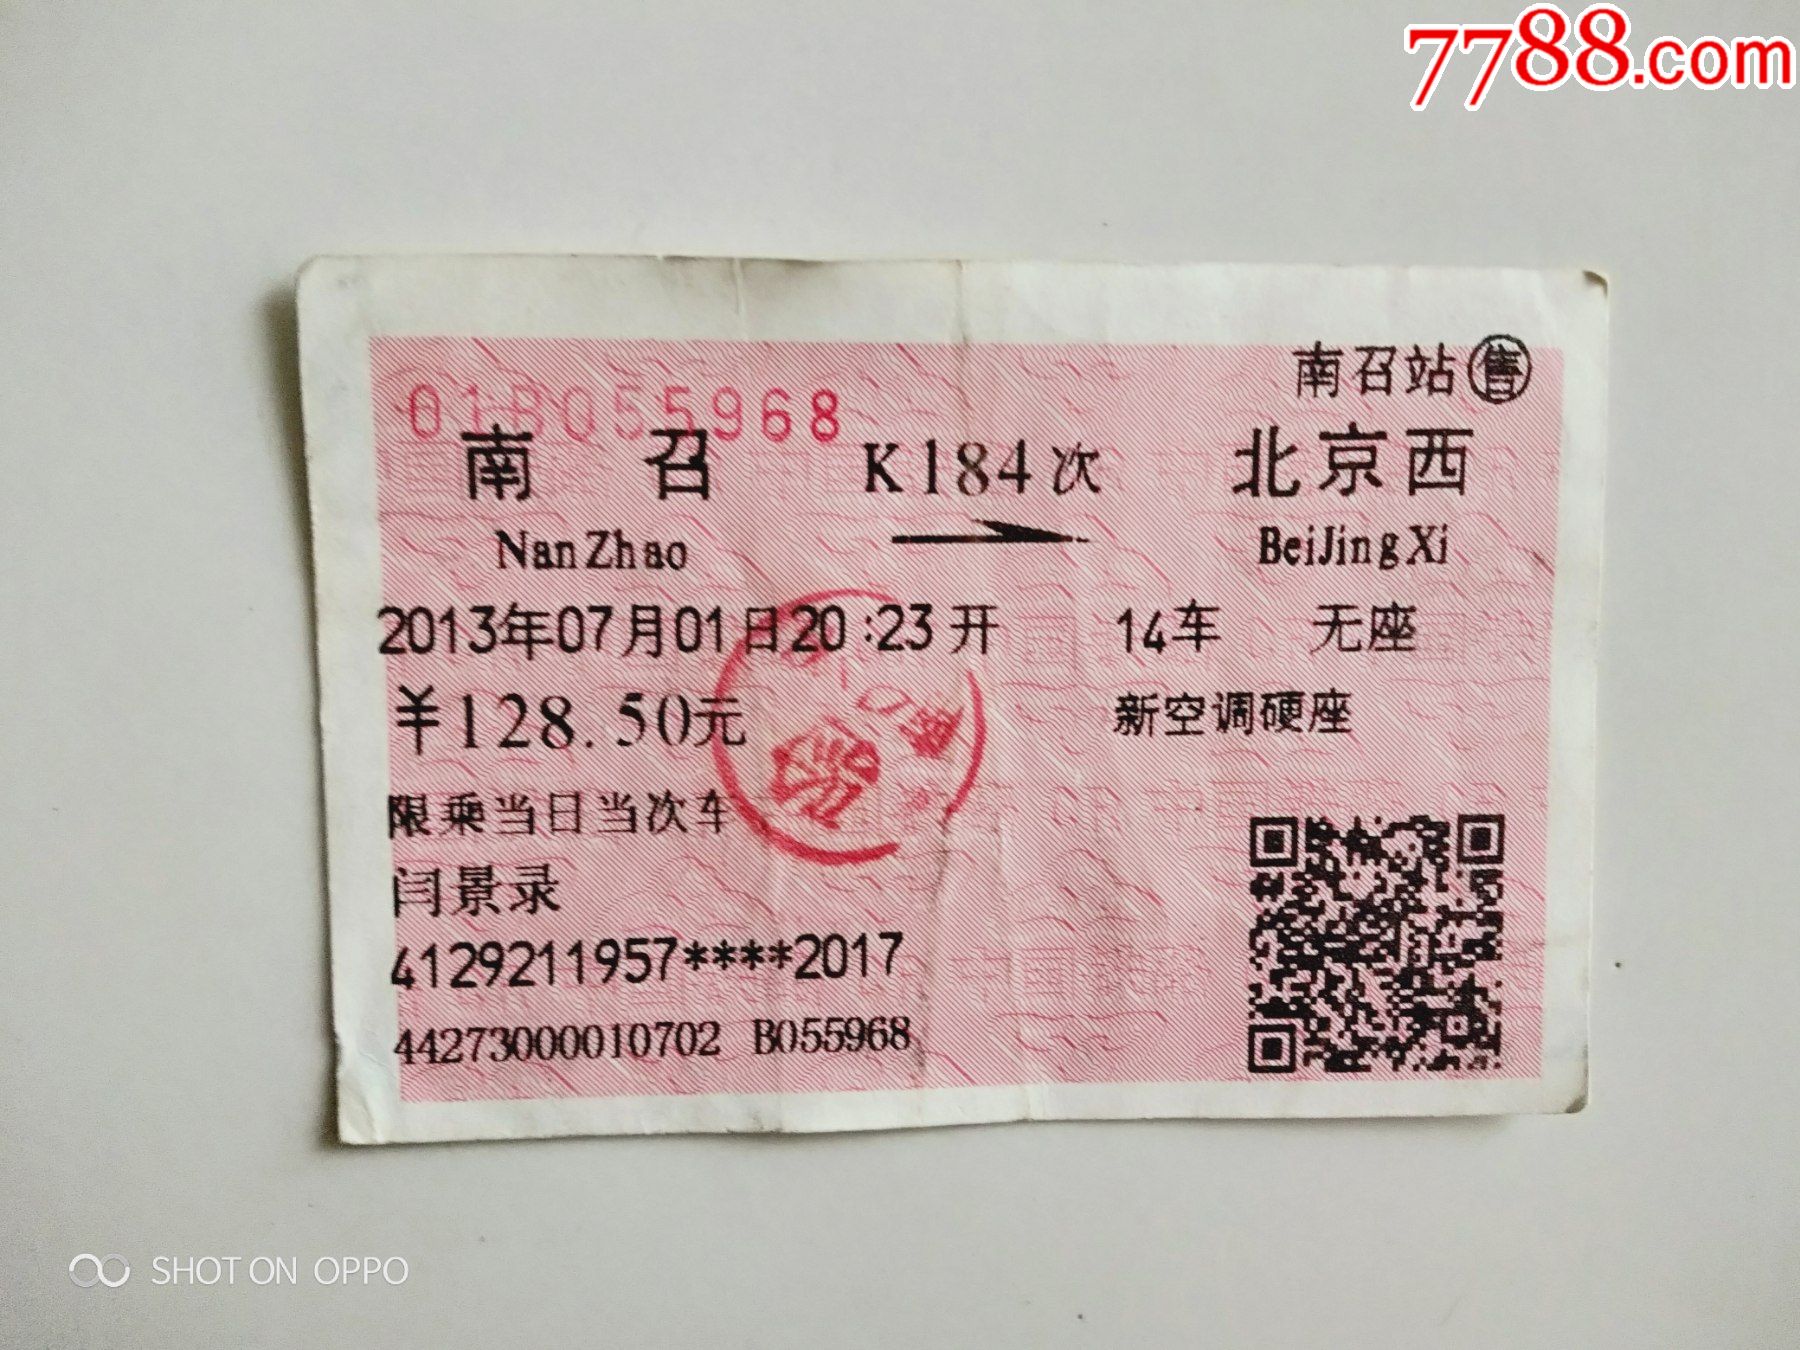 7788.com
南召站售
01B055968
南召 K184次 北京西
NanZhao BeiJingXi
2013年07月01日20:23开 14车 无座
¥128.50元 新空调硬座
限乘当日当次车
闫景录
4129211957****2017
44273000010702 B055968
SHOT ON OPPO